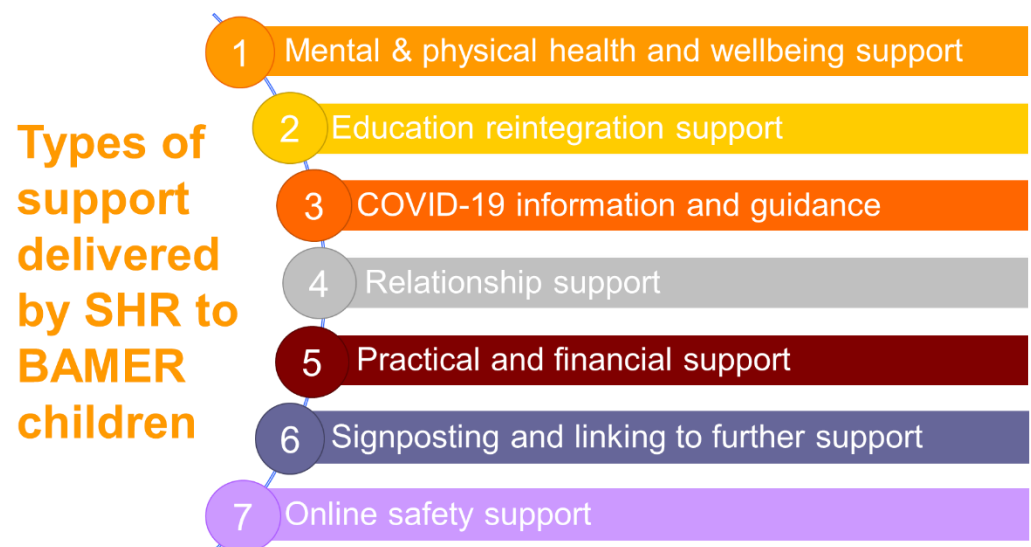 Types of
support
delivered
by SHR to
BAMER
children
1 Mental & physical health and wellbeing support
2 Education reintegration support
3 COVID-19 information and guidance
4 Relationship support
5 Practical and financial support
6 Signposting and linking to further support
7 Online safety support